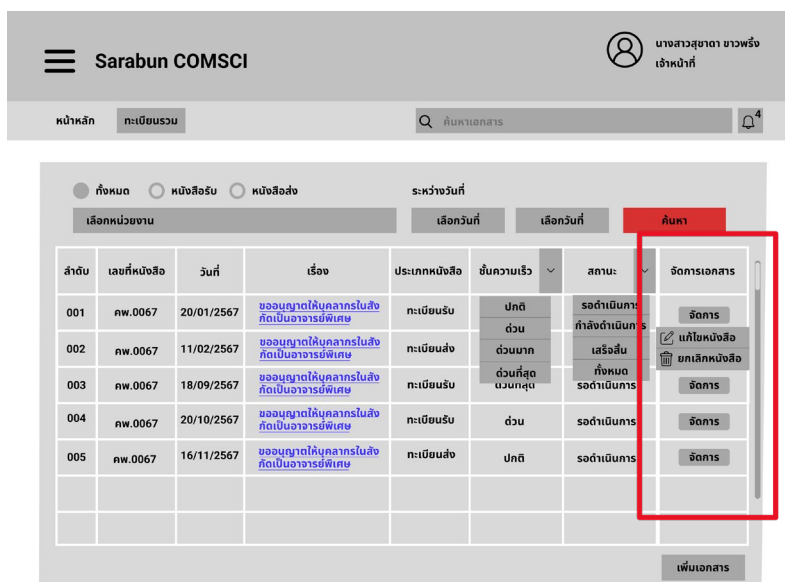 Sarabun COMSCI
นางสาวสุชาดา ขาวพริ้ง
เจ้าหน้าที่
หน้าหลัก ทะเบียนรวม ค้นหาเอกสาร 4
ทั้งหมด หนังสือรับ หนังสือส่ง ระหว่างวันที่
เลือกหน่วยงาน เลือกวันที่ เลือกวันที่ ค้นหา
ลำดับ เลขที่หนังสือ วันที่ เรื่อง ประเภทหนังสือ ชั้นความเร็ว สถานะ จัดการเอกสาร
001 คพ.0067 20/01/2567 ขออนุญาตให้บุคลากรในสัง ทะเบียนรับ ปกติ รอดำเนินการ จัดการ
กัดเป็นอาจารย์พิเศษ ด่วน กำลังดำเนินการ แก้ไขหนังสือ
002 คพ.0067 11/02/2567 ขออนุญาตให้บุคลากรในสัง ทะเบียนส่ง ด่วนมาก เสร็จสิ้น ยกเลิกหนังสือ
กัดเป็นอาจารย์พิเศษ ด่วนที่สุด ทั้งหมด
003 คพ.0067 18/09/2567 ขออนุญาตให้บุคลากรในสัง ทะเบียนรับ ด่วนที่สุด รอดำเนินการ จัดการ
กัดเป็นอาจารย์พิเศษ
004 คพ.0067 20/10/2567 ขออนุญาตให้บุคลากรในสัง ทะเบียนรับ ด่วน รอดำเนินการ จัดการ
กัดเป็นอาจารย์พิเศษ
005 คพ.0067 16/11/2567 ขออนุญาตให้บุคลากรในสัง ทะเบียนส่ง ปกติ รอดำเนินการ จัดการ
กัดเป็นอาจารย์พิเศษ
เพิ่มเอกสาร